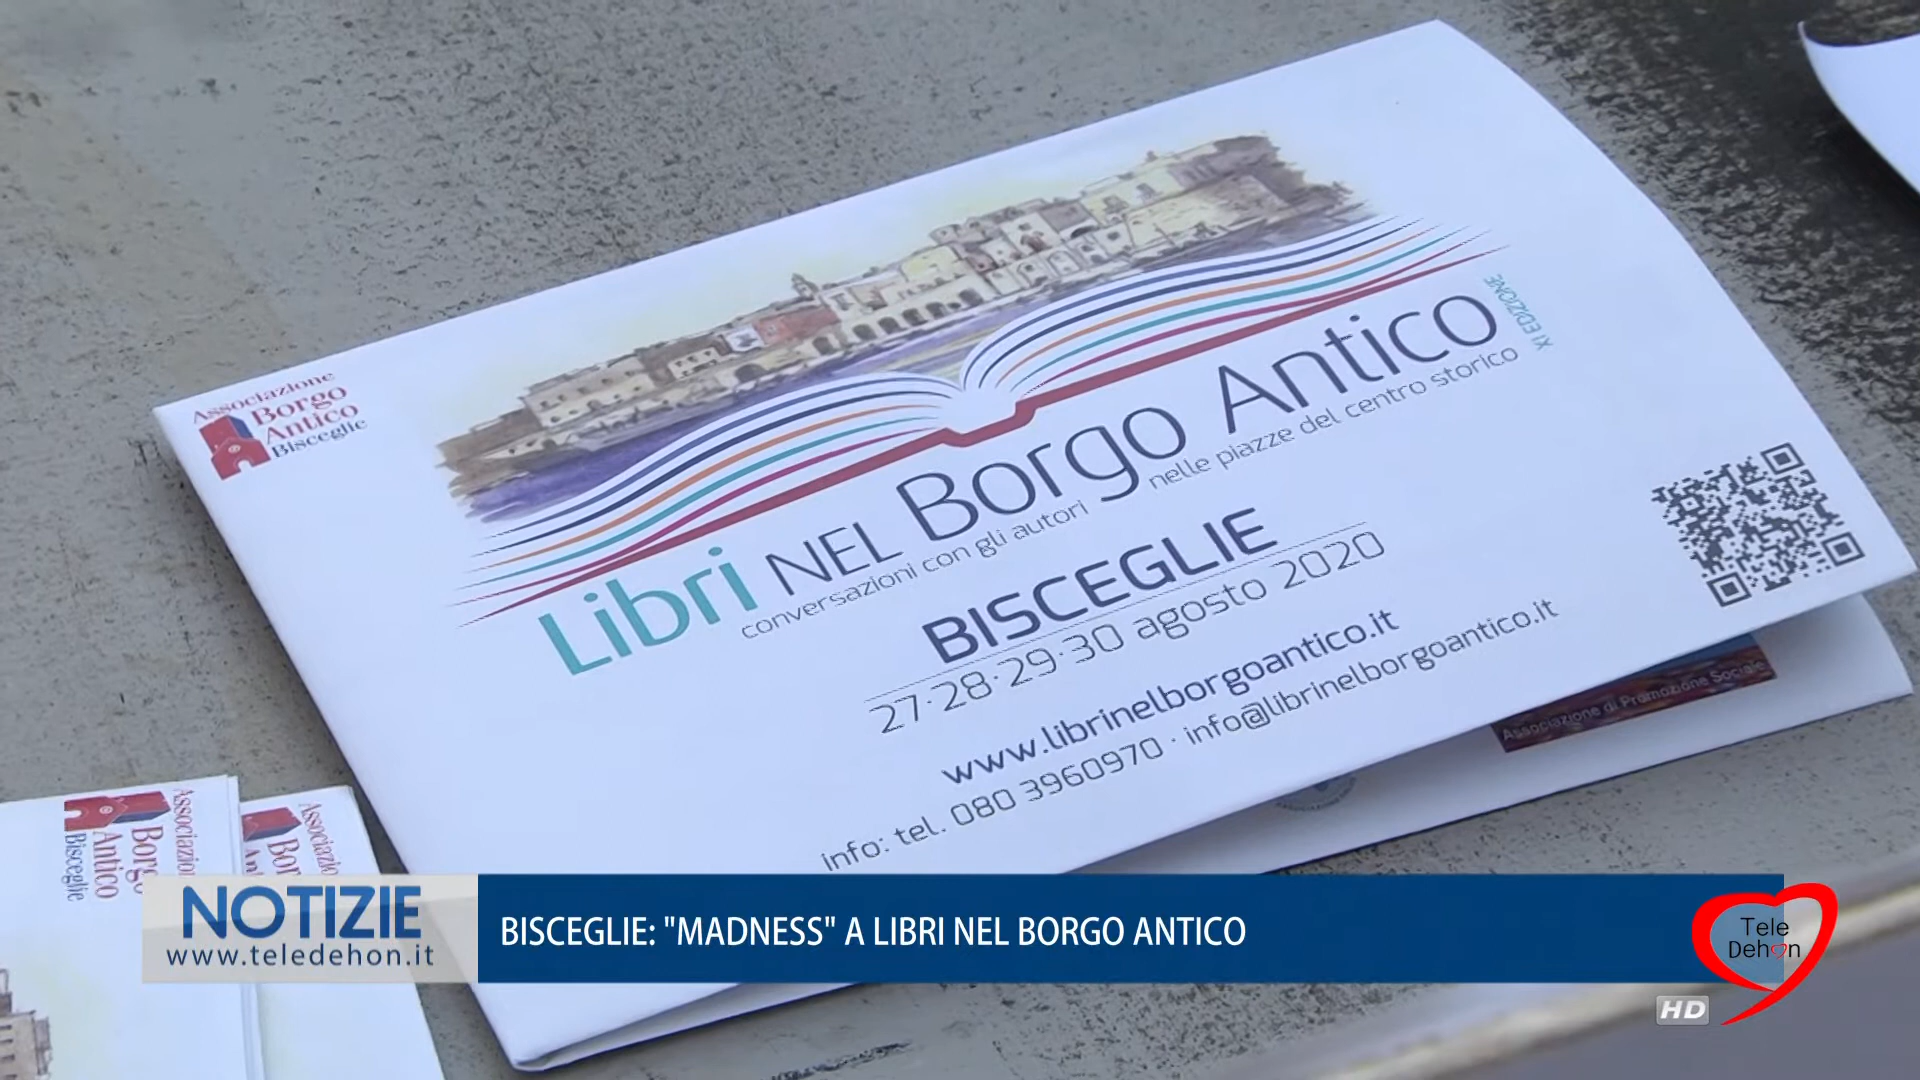 Associazione
Borgo
Antico
Bisceglie
Libri NEL Borgo Antico
XI EDIZIONE
conversazioni con gli autori nelle piazze del centro storico
BISCEGLIE
27·28·29·30 agosto 2020
www.librinelborgoantico.it
info: tel. 080 3960970 · info@librinelborgoantico.it
Associazione di Promozione Sociale
Borgo
Antico
Bisceglie
NOTIZIE
www.teledehon.it
BISCEGLIE: "MADNESS" A LIBRI NEL BORGO ANTICO
Tele
Dehon
HD